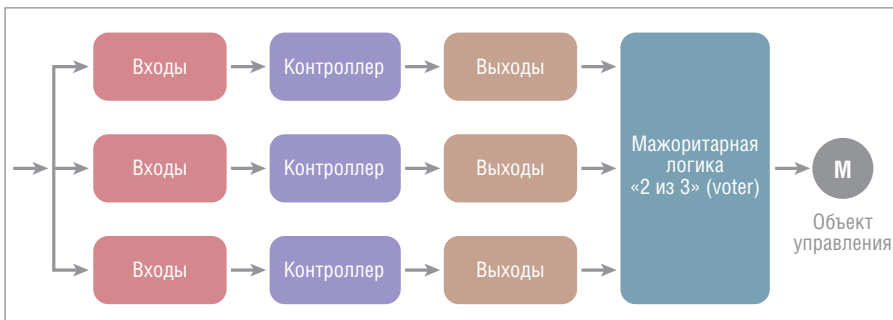 Входы
Контроллер
Выходы
Входы
Контроллер
Выходы
Мажоритарная
логика
«2 из 3» (voter)
М
Объект
управления
Входы
Контроллер
Выходы